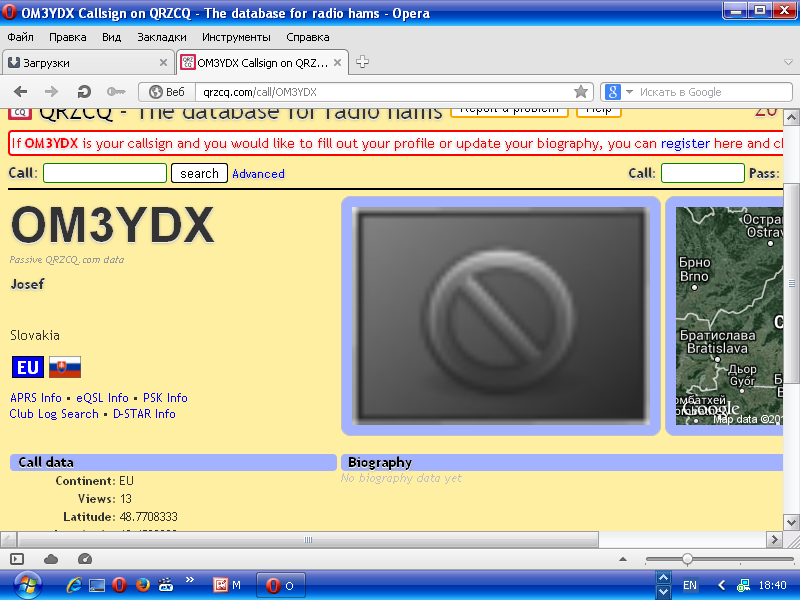 OM3YDX Callsign on QRZCQ - The database for radio hams - Opera
Файл Правка Вид Закладки Инструменты Справка
Загрузки OM3YDX Callsign on QRZ...
Веб qrzcq.com/call/OM3YDX Искать в Google
QRZ CQ QRZCQ - The database for radio hams Report a problem Help
If OM3YDX is your callsign and you would like to fill out your profile or update your biography, you can register here and cl
Call: search Advanced Call: Pass:
OM3YDX
Passive QRZCQ.com data
Josef
Slovakia
EU
APRS Info • eQSL Info • PSK Info
Club Log Search • D-STAR Info
Остра
Ostrav
Брно
Brno
Братислава
Bratislava
Дьор
Győr
омбатхей
Google
Map data ©201
Call data Biography
Continent: EU No biography data yet
Views: 13
Latitude: 48.7708333
M O EN 18:40